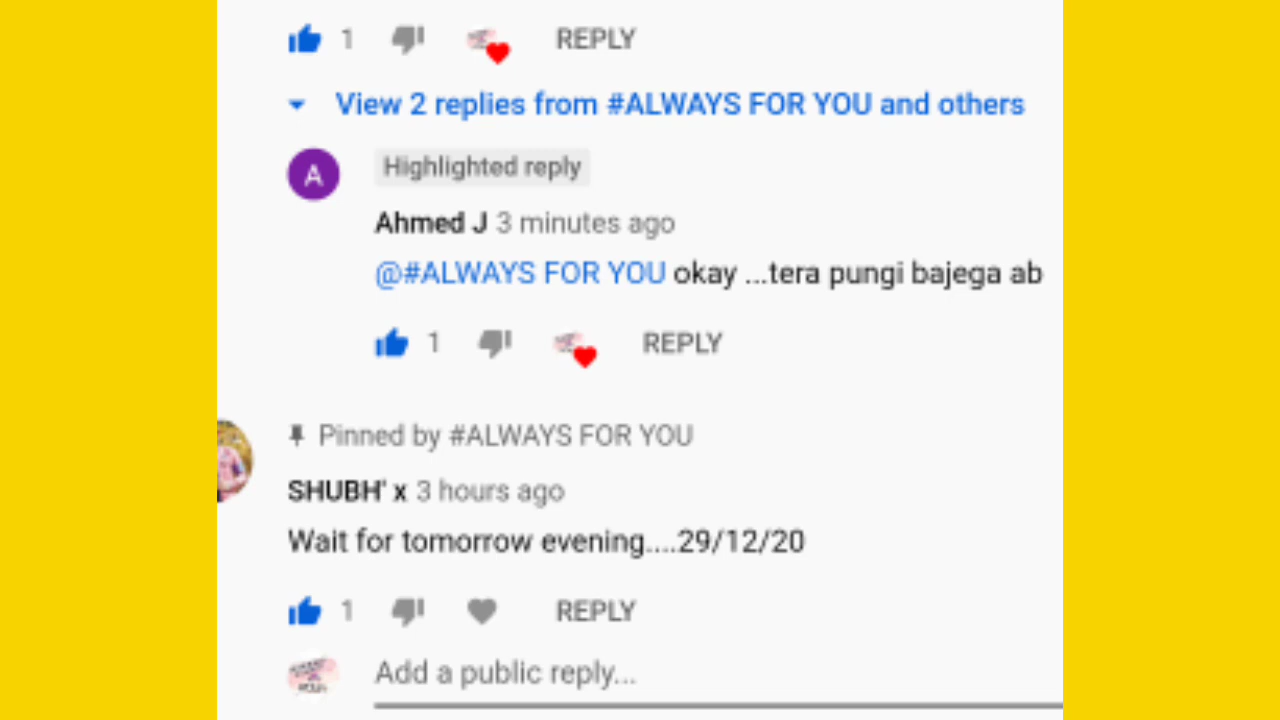 1 REPLY
View 2 replies from #ALWAYS FOR YOU and others
A
Highlighted reply
Ahmed J 3 minutes ago
@#ALWAYS FOR YOU okay ...tera pungi bajega ab
1 REPLY
Pinned by #ALWAYS FOR YOU
SHUBH' x 3 hours ago
Wait for tomorrow evening....29/12/20
1 REPLY
Add a public reply...